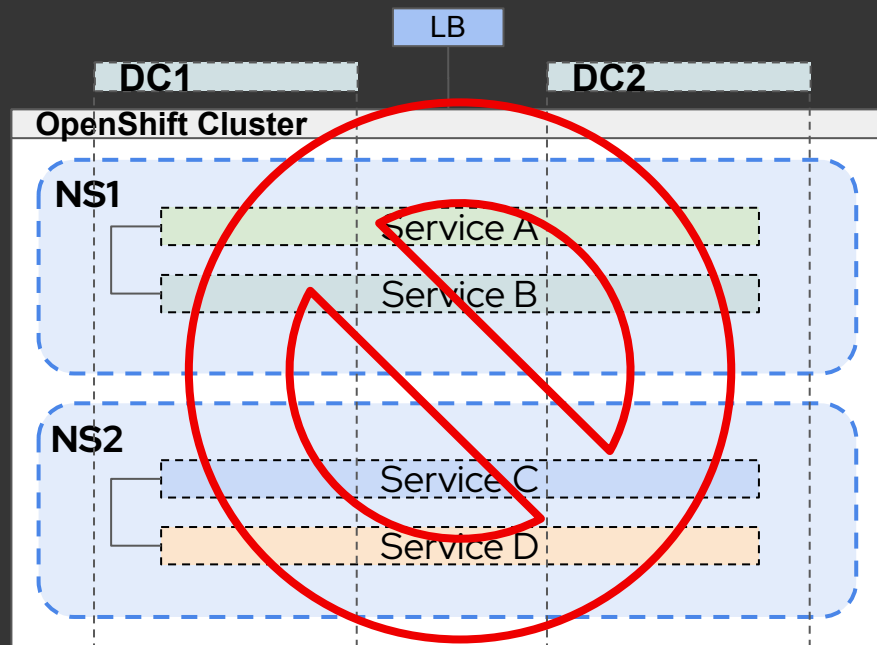 LB
DC1
DC2
OpenShift Cluster
NS1
Service A
Service B
NS2
Service C
Service D